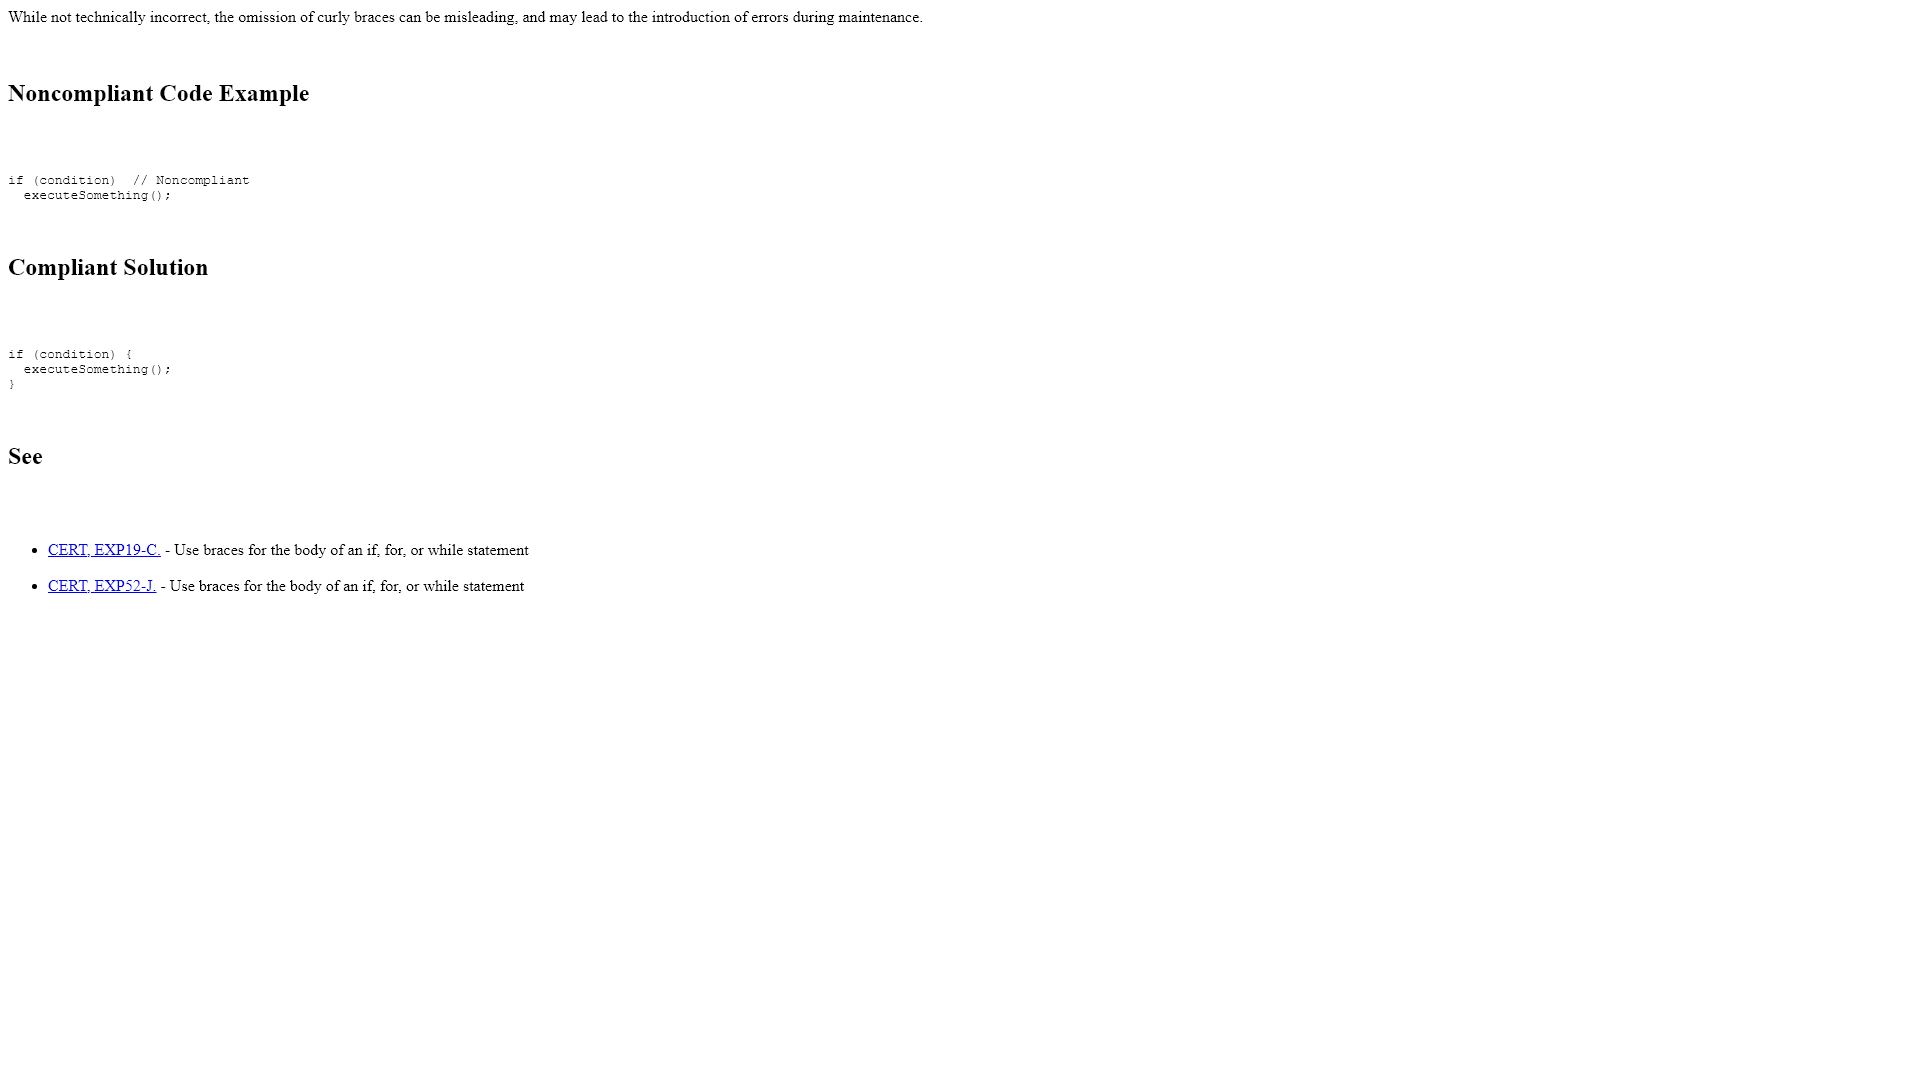 While not technically incorrect, the omission of curly braces can be misleading, and may lead to the introduction of errors during maintenance.
Noncompliant Code Example
if (condition)  // Noncompliant
  executeSomething();
Compliant Solution
if (condition) {
  executeSomething();
}
See
• CERT, EXP19-C. - Use braces for the body of an if, for, or while statement
• CERT, EXP52-J. - Use braces for the body of an if, for, or while statement